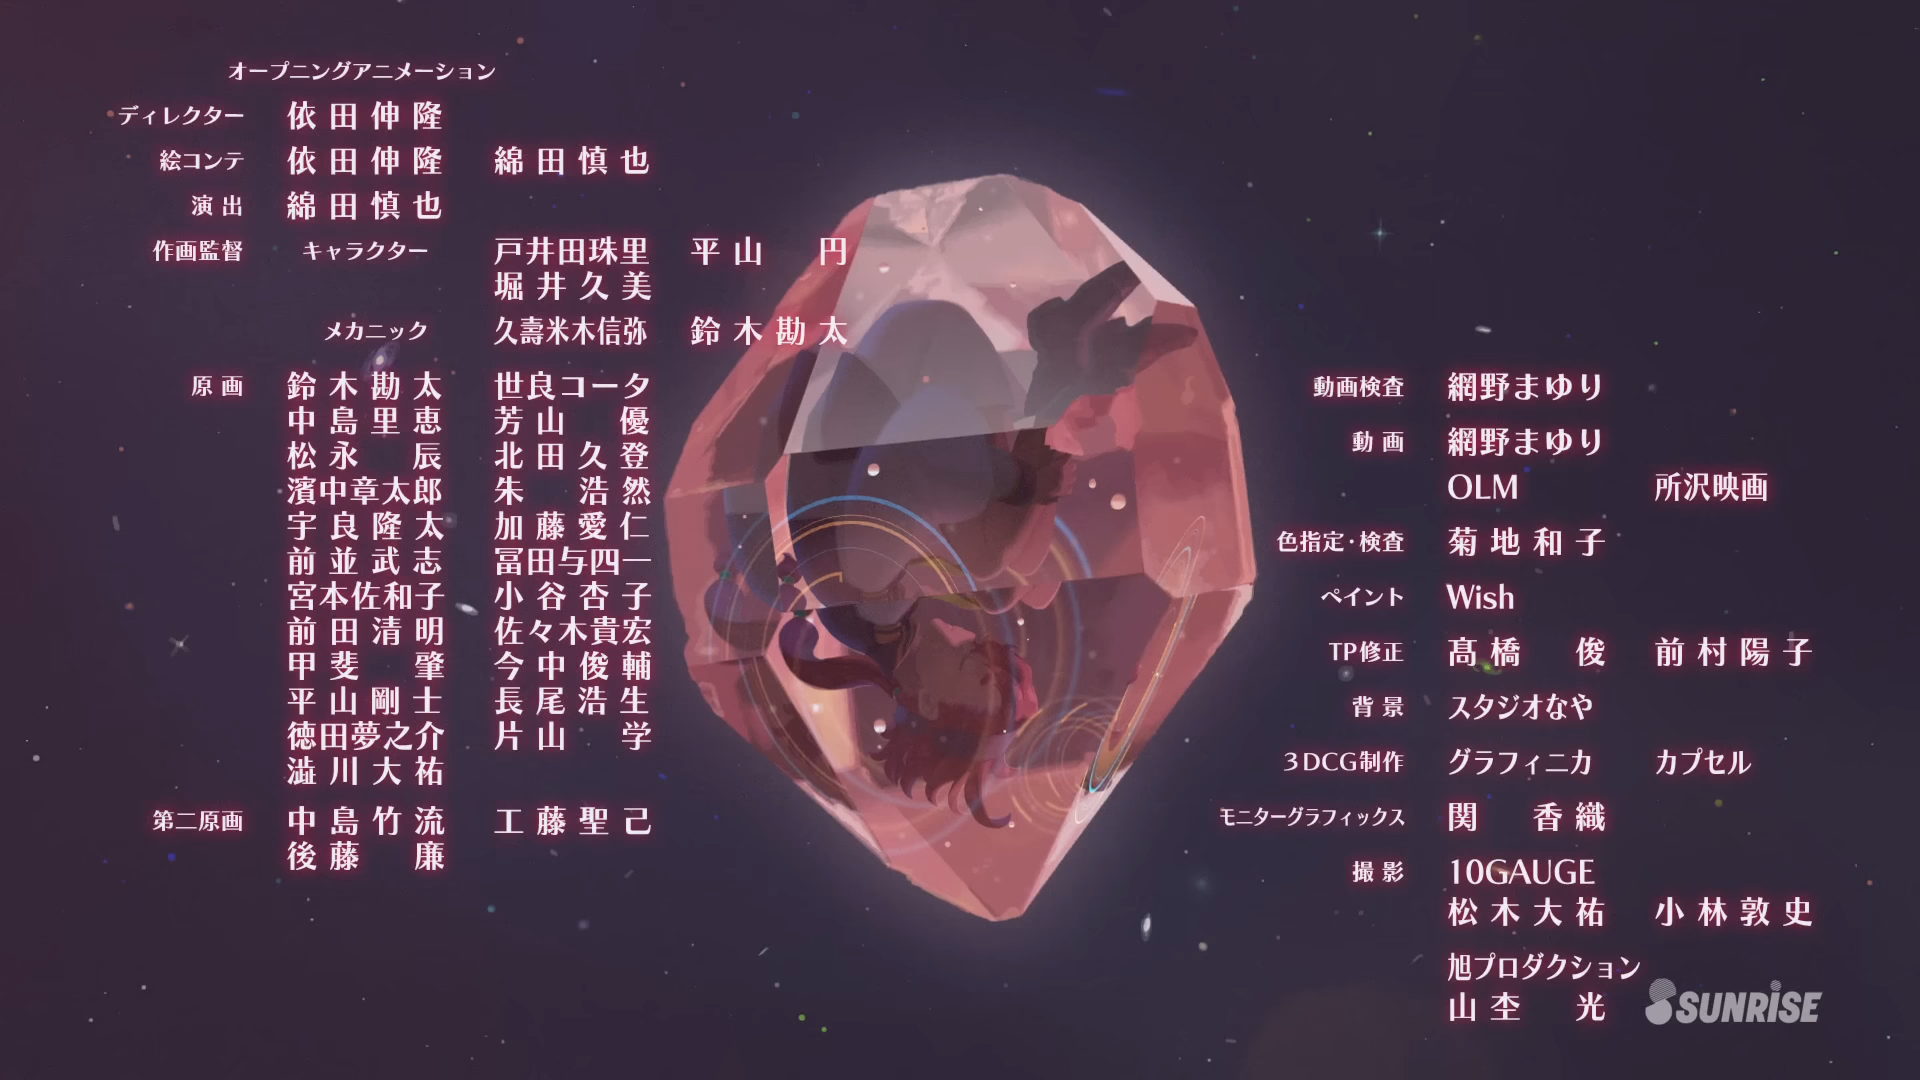 オープニングアニメーション
ディレクター 依田伸隆
絵コンテ 依田伸隆 綿田慎也
演出 綿田慎也
作画監督 キャラクター 戸井田珠里 平山円
堀井久美
メカニック 久壽米木信弥 鈴木勘太
原画 鈴木勘太 世良コータ
中島里恵 芳山優
松永辰 北田久登
濱中章太郎 朱浩然
宇良隆太 加藤愛仁
前並武志 冨田与四一
宮本佐和子 小谷杏子
前田清明 佐々木貴宏
甲斐肇 今中俊輔
平山剛士 長尾浩生
徳田夢之介 片山学
澁川大祐
第二原画 中島竹流 工藤聖己
後藤廉
動画検査 網野まゆり
動画 網野まゆり
OLM 所沢映画
色指定・検査 菊地和子
ペイント Wish
TP修正 髙橋俊 前村陽子
背景 スタジオなや
3DCG制作 グラフィニカ カプセル
モニターグラフィックス 関香織
撮影 10GAUGE
松木大祐 小林敦史
旭プロダクション
山杢光
SUNRISE